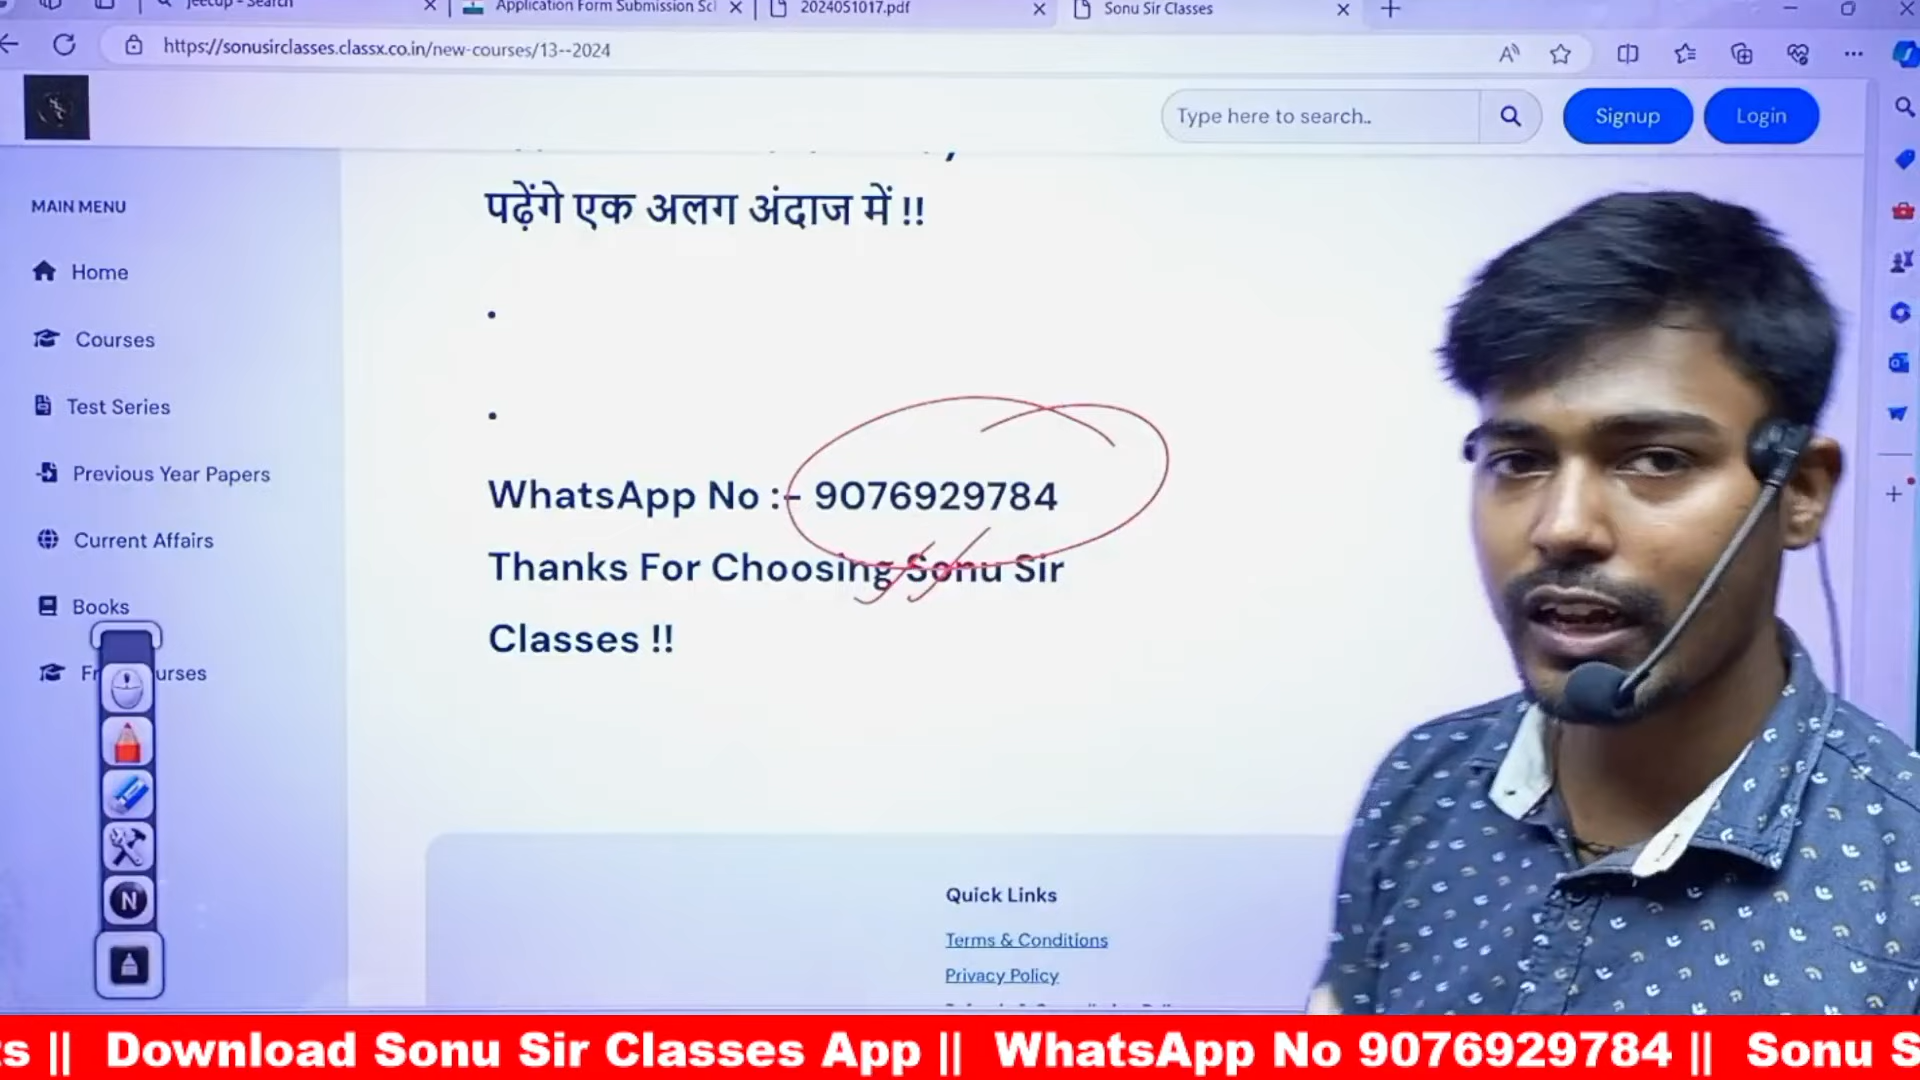 jeecup - Search
Application Form Submission Sc
2024051017.pdf
Sonu Sir Classes
https://sonusirclasses.classx.co.in/new-courses/13--2024
Type here to search..
Signup
Login
MAIN MENU
Home
Courses
Test Series
Previous Year Papers
Current Affairs
Books
पढ़ेंगे एक अलग अंदाज में !!
WhatsApp No :- 9076929784
Thanks For Choosing Sonu Sir
Classes !!
N
Quick Links
Terms & Conditions
Privacy Policy
ts || Download Sonu Sir Classes App || WhatsApp No 9076929784 || Sonu S